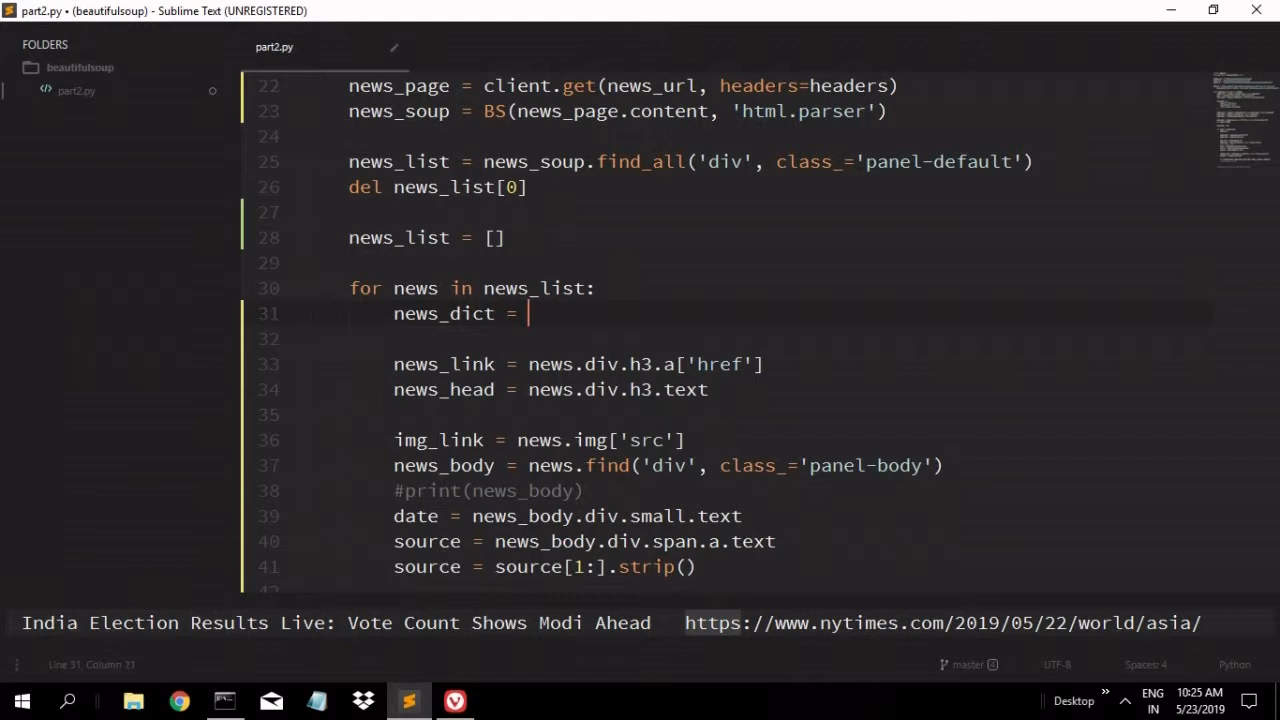 part2.py • (beautifulsoup) - Sublime Text (UNREGISTERED)
FOLDERS
beautifulsoup
part2.py
part2.py
22 news_page = client.get(news_url, headers=headers)
23 news_soup = BS(news_page.content, 'html.parser')
24
25 news_list = news_soup.find_all('div', class_='panel-default')
26 del news_list[0]
27
28 news_list = []
29
30 for news in news_list:
31 news_dict =
32
33 news_link = news.div.h3.a['href']
34 news_head = news.div.h3.text
35
36 img_link = news.img['src']
37 news_body = news.find('div', class_='panel-body')
38 #print(news_body)
39 date = news_body.div.small.text
40 source = news_body.div.span.a.text
41 source = source[1:].strip()
India Election Results Live: Vote Count Shows Modi Ahead https://www.nytimes.com/2019/05/22/world/asia/
Line 31, Column 21 master 4 UTF-8 Spaces: 4 Python
Desktop ENG IN 10:25 AM 5/23/2019